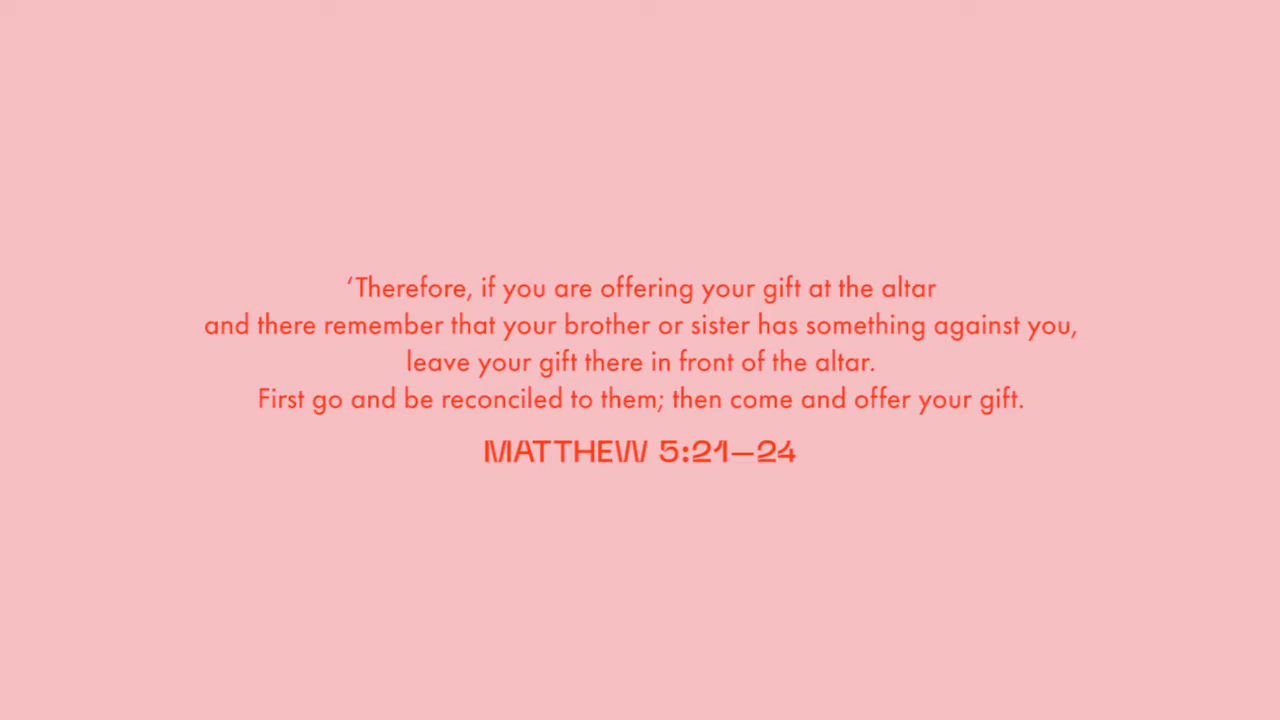 ‘Therefore, if you are offering your gift at the altar
and there remember that your brother or sister has something against you,
leave your gift there in front of the altar.
First go and be reconciled to them; then come and offer your gift.
MATTHEW 5:21–24